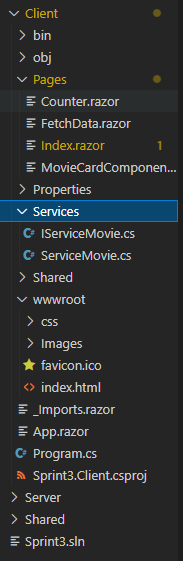 Client
bin
obj
Pages
Counter.razor
FetchData.razor
Index.razor 1
MovieCardComponen...
Properties
Services
C# IServiceMovie.cs
C# ServiceMovie.cs
Shared
wwwroot
css
Images
favicon.ico
index.html
_Imports.razor
App.razor
C# Program.cs
Sprint3.Client.csproj
Server
Shared
Sprint3.sln